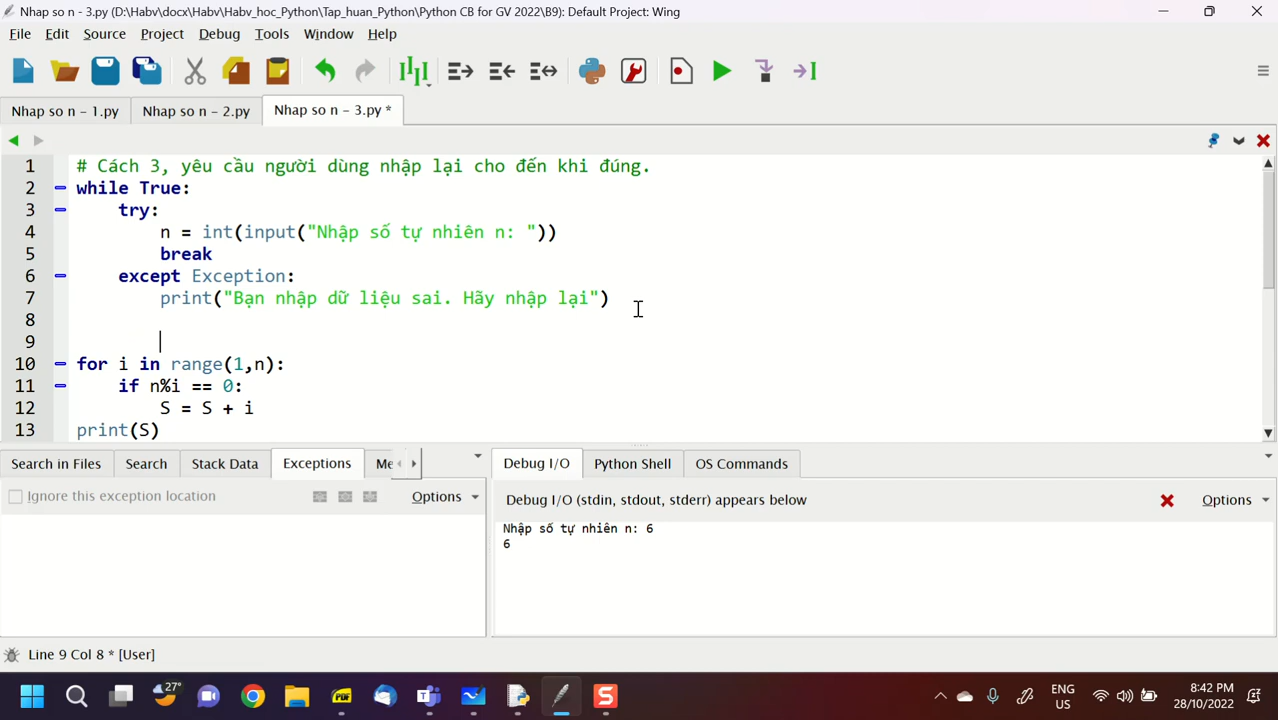 Nhap so n - 3.py (D:\Habv\docx\Habv\Habv_hoc_Python\Tap_huan_Python\Python CB for GV 2022\B9): Default Project: Wing
File Edit Source Project Debug Tools Window Help
Nhap so n - 1.py Nhap so n - 2.py Nhap so n - 3.py *
1 # Cách 3, yêu cầu người dùng nhập lại cho đến khi đúng.
2 while True:
3 try:
4 n = int(input("Nhập số tự nhiên n: "))
5 break
6 except Exception:
7 print("Bạn nhập dữ liệu sai. Hãy nhập lại")
8
9
10 for i in range(1,n):
11 if n%i == 0:
12 S = S + i
13 print(S)
Search in Files Search Stack Data Exceptions Me Debug I/O Python Shell OS Commands
Ignore this exception location Options Debug I/O (stdin, stdout, stderr) appears below Options
Nhập số tự nhiên n: 6
6
Line 9 Col 8 * [User]
27° ENG US 8:42 PM 28/10/2022